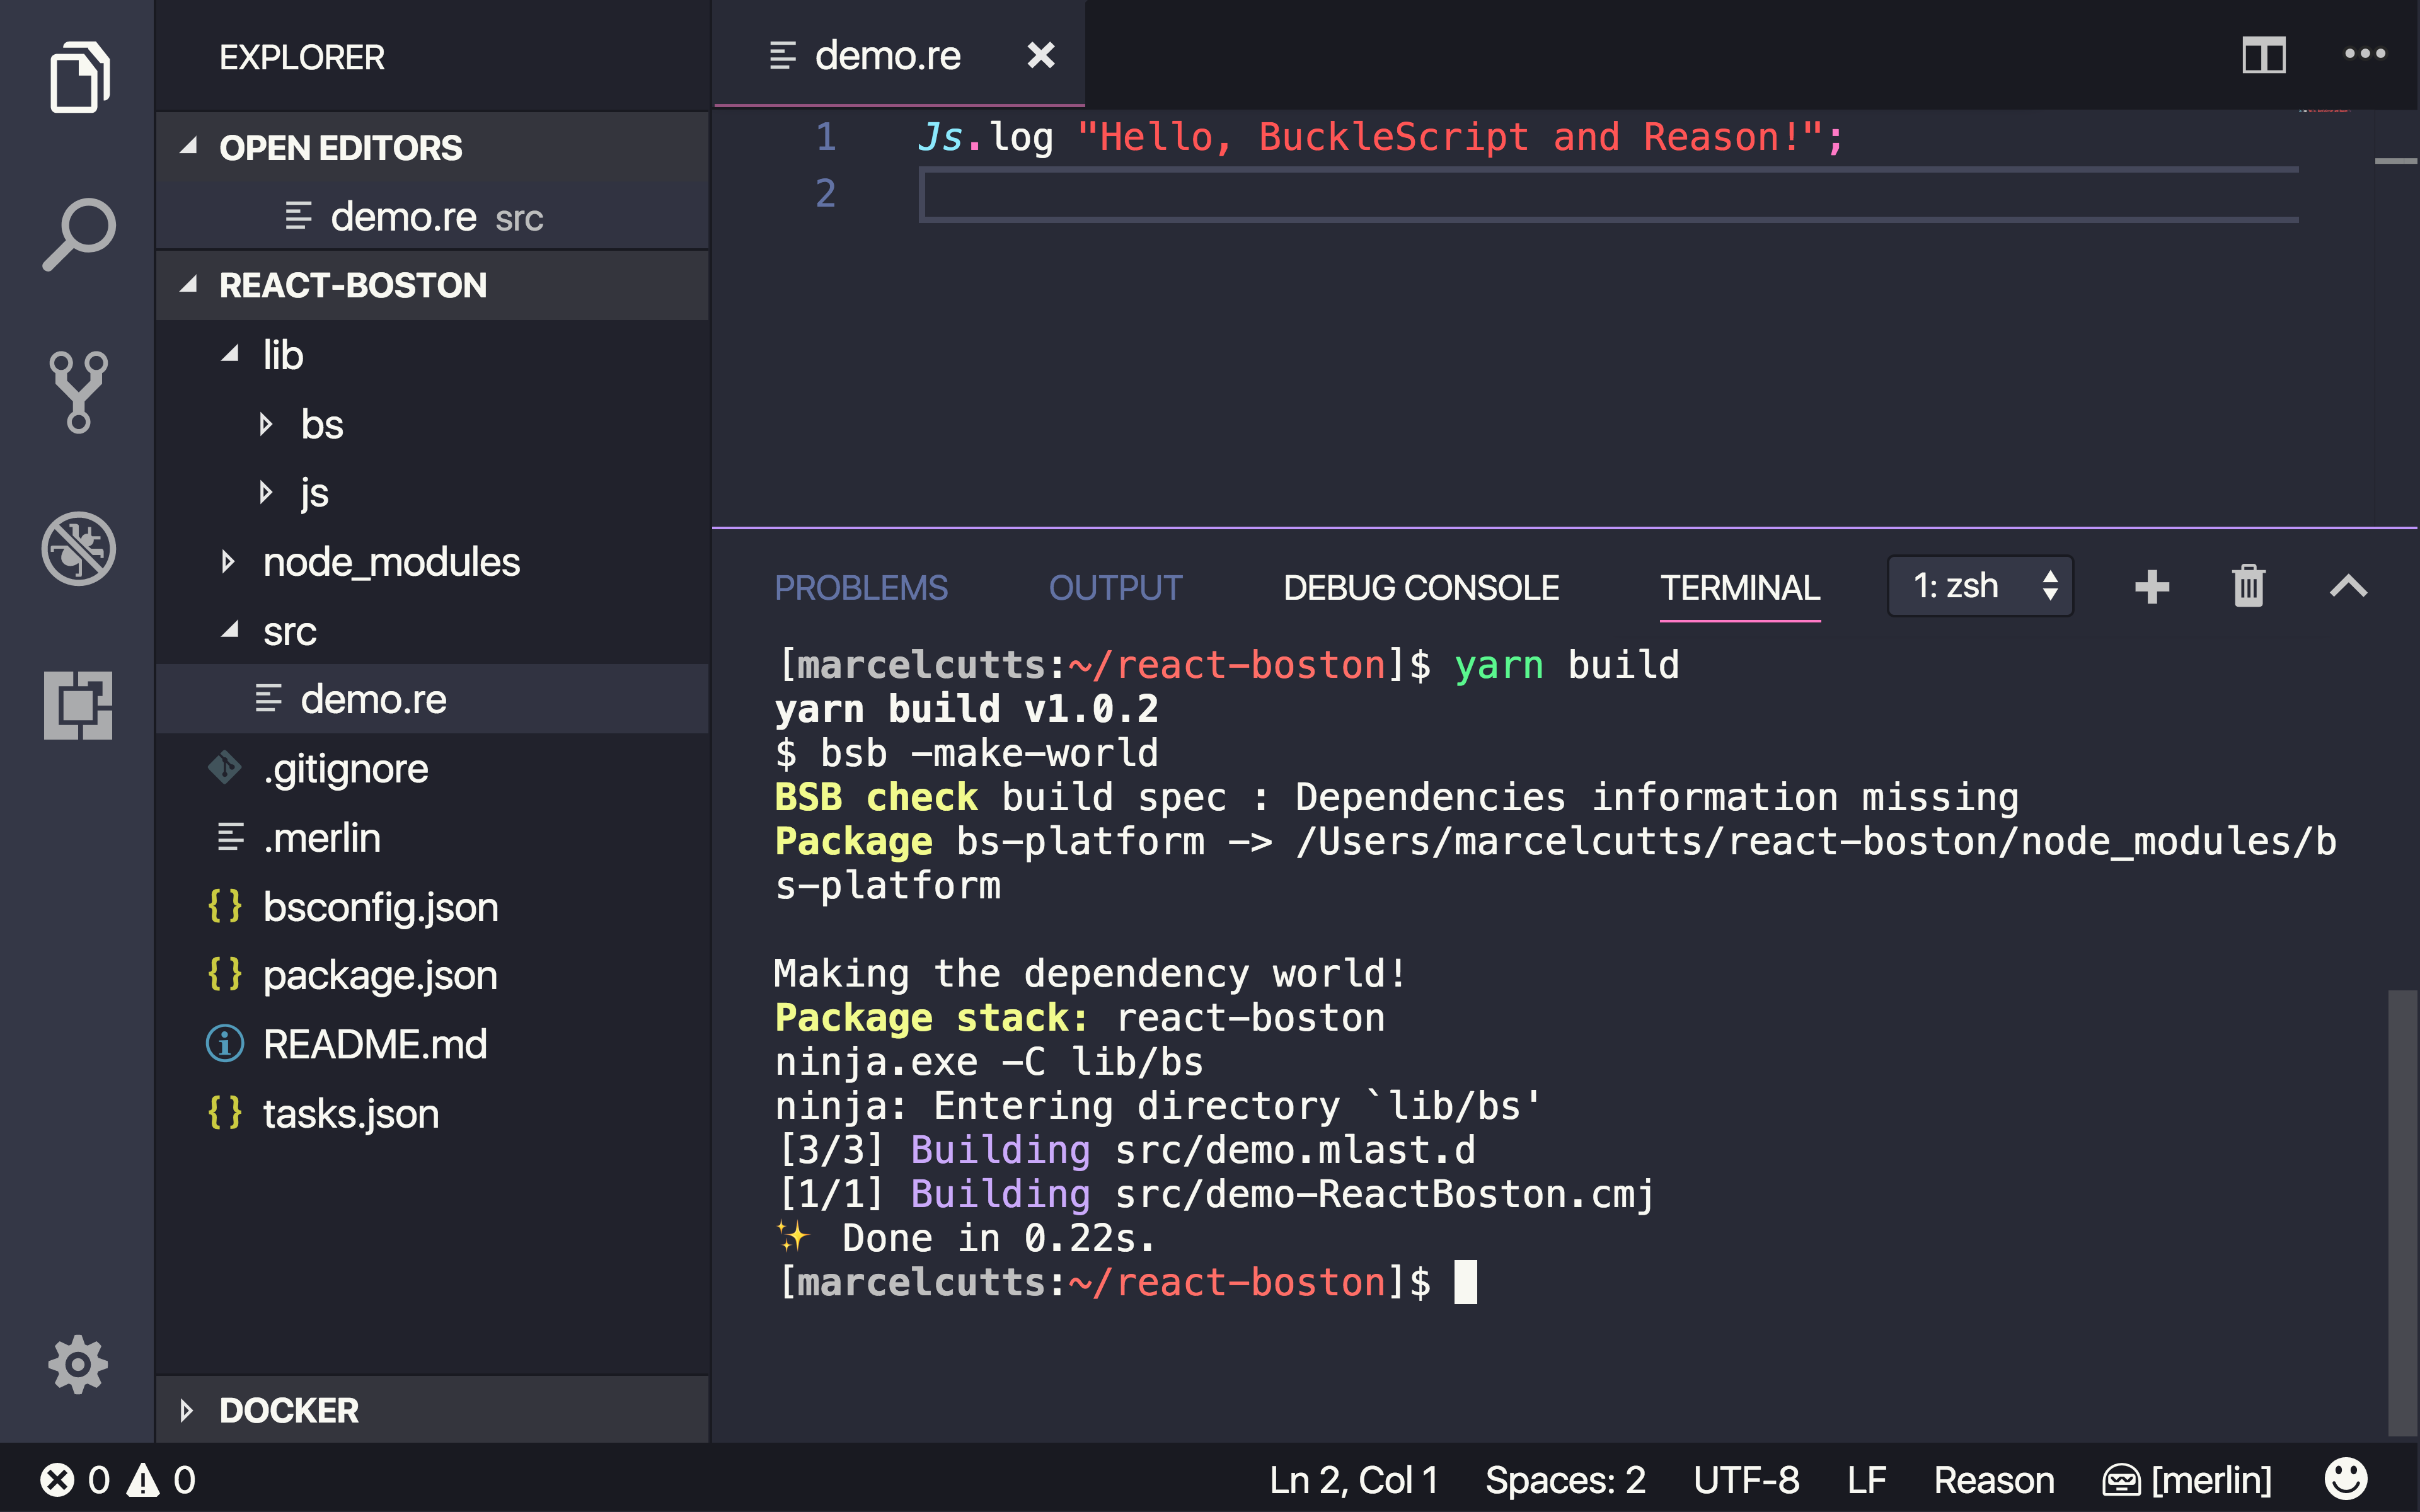 EXPLORER
OPEN EDITORS
demo.re src
REACT-BOSTON
lib
bs
js
node_modules
src
demo.re
.gitignore
.merlin
{} bsconfig.json
{} package.json
README.md
{} tasks.json
DOCKER
demo.re
1 Js.log "Hello, BuckleScript and Reason!";
2
PROBLEMS OUTPUT DEBUG CONSOLE TERMINAL 1: zsh
[marcelcutts:~/react-boston]$ yarn build
yarn build v1.0.2
$ bsb -make-world
BSB check build spec : Dependencies information missing
Package bs-platform -> /Users/marcelcutts/react-boston/node_modules/b
s-platform
Making the dependency world!
Package stack: react-boston
ninja.exe -C lib/bs
ninja: Entering directory `lib/bs'
[3/3] Building src/demo.mlast.d
[1/1] Building src/demo-ReactBoston.cmj
✨ Done in 0.22s.
[marcelcutts:~/react-boston]$
0 0 Ln 2, Col 1 Spaces: 2 UTF-8 LF Reason [merlin]